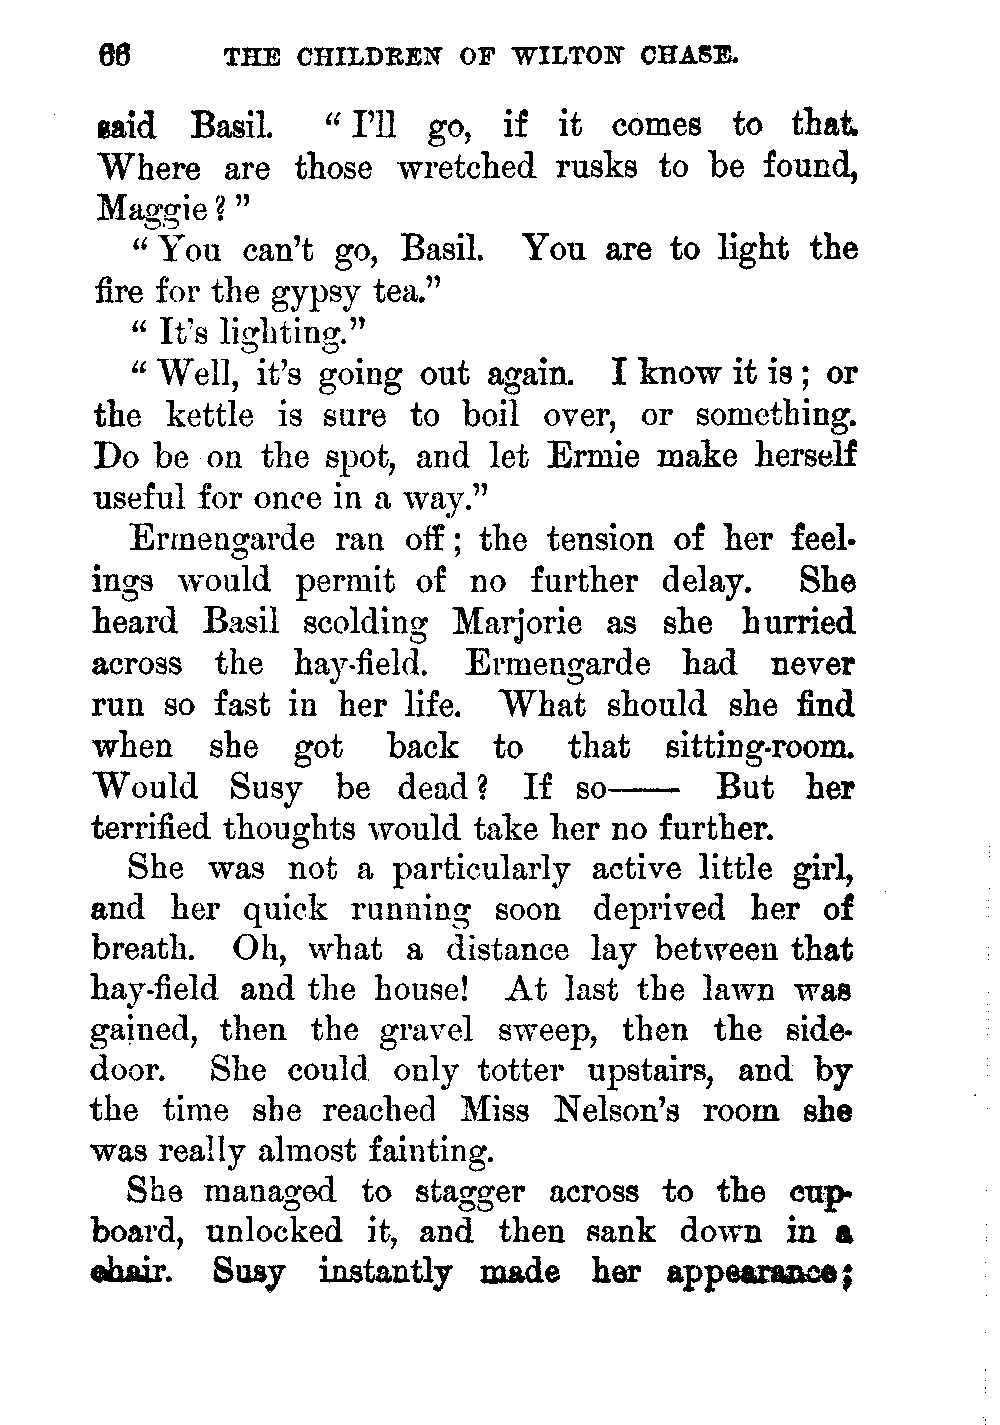 66 THE CHILDREN OF WILTON CHASE.
said Basil. “I’ll go, if it comes to that.
Where are those wretched rusks to be found,
Maggie?”
“You can’t go, Basil. You are to light the
fire for the gypsy tea.”
“It’s lighting.”
“Well, it’s going out again. I know it is; or
the kettle is sure to boil over, or something.
Do be on the spot, and let Ermie make herself
useful for once in a way.”
Ermengarde ran off; the tension of her feel-
ings would permit of no further delay. She
heard Basil scolding Marjorie as she hurried
across the hay-field. Ermengarde had never
run so fast in her life. What should she find
when she got back to that sitting-room.
Would Susy be dead? If so—— But her
terrified thoughts would take her no further.
She was not a particularly active little girl,
and her quick running soon deprived her of
breath. Oh, what a distance lay between that
hay-field and the house! At last the lawn was
gained, then the gravel sweep, then the side-
door. She could only totter upstairs, and by
the time she reached Miss Nelson’s room she
was really almost fainting.
She managed to stagger across to the cup-
board, unlocked it, and then sank down in a
chair. Susy instantly made her appearance;